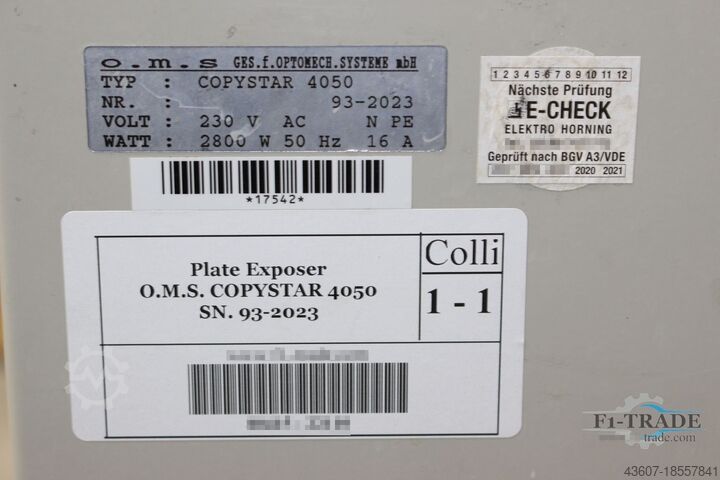 o.m.s GES.f.OPTOMECH.SYSTEME mbH
TYP : COPYSTAR 4050
NR. : 93-2023
VOLT : 230 V AC N PE
WATT : 2800 W 50 Hz 16 A
1 2 3 4 5 6 7 8 9 10 11 12
Nächste Prüfung
E-CHECK
ELEKTRO HORNING
Geprüft nach BGV A3/VDE
2020 2021
*17542*
Plate Exposer
O.M.S. COPYSTAR 4050
SN. 93-2023
Colli
1 - 1
F1-TRADE
trade.com
43607-18557841